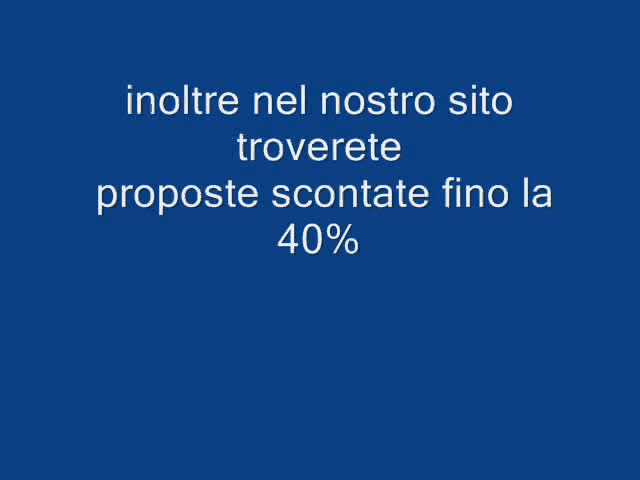 inoltre nel nostro sito
troverete
proposte scontate fino la
40%